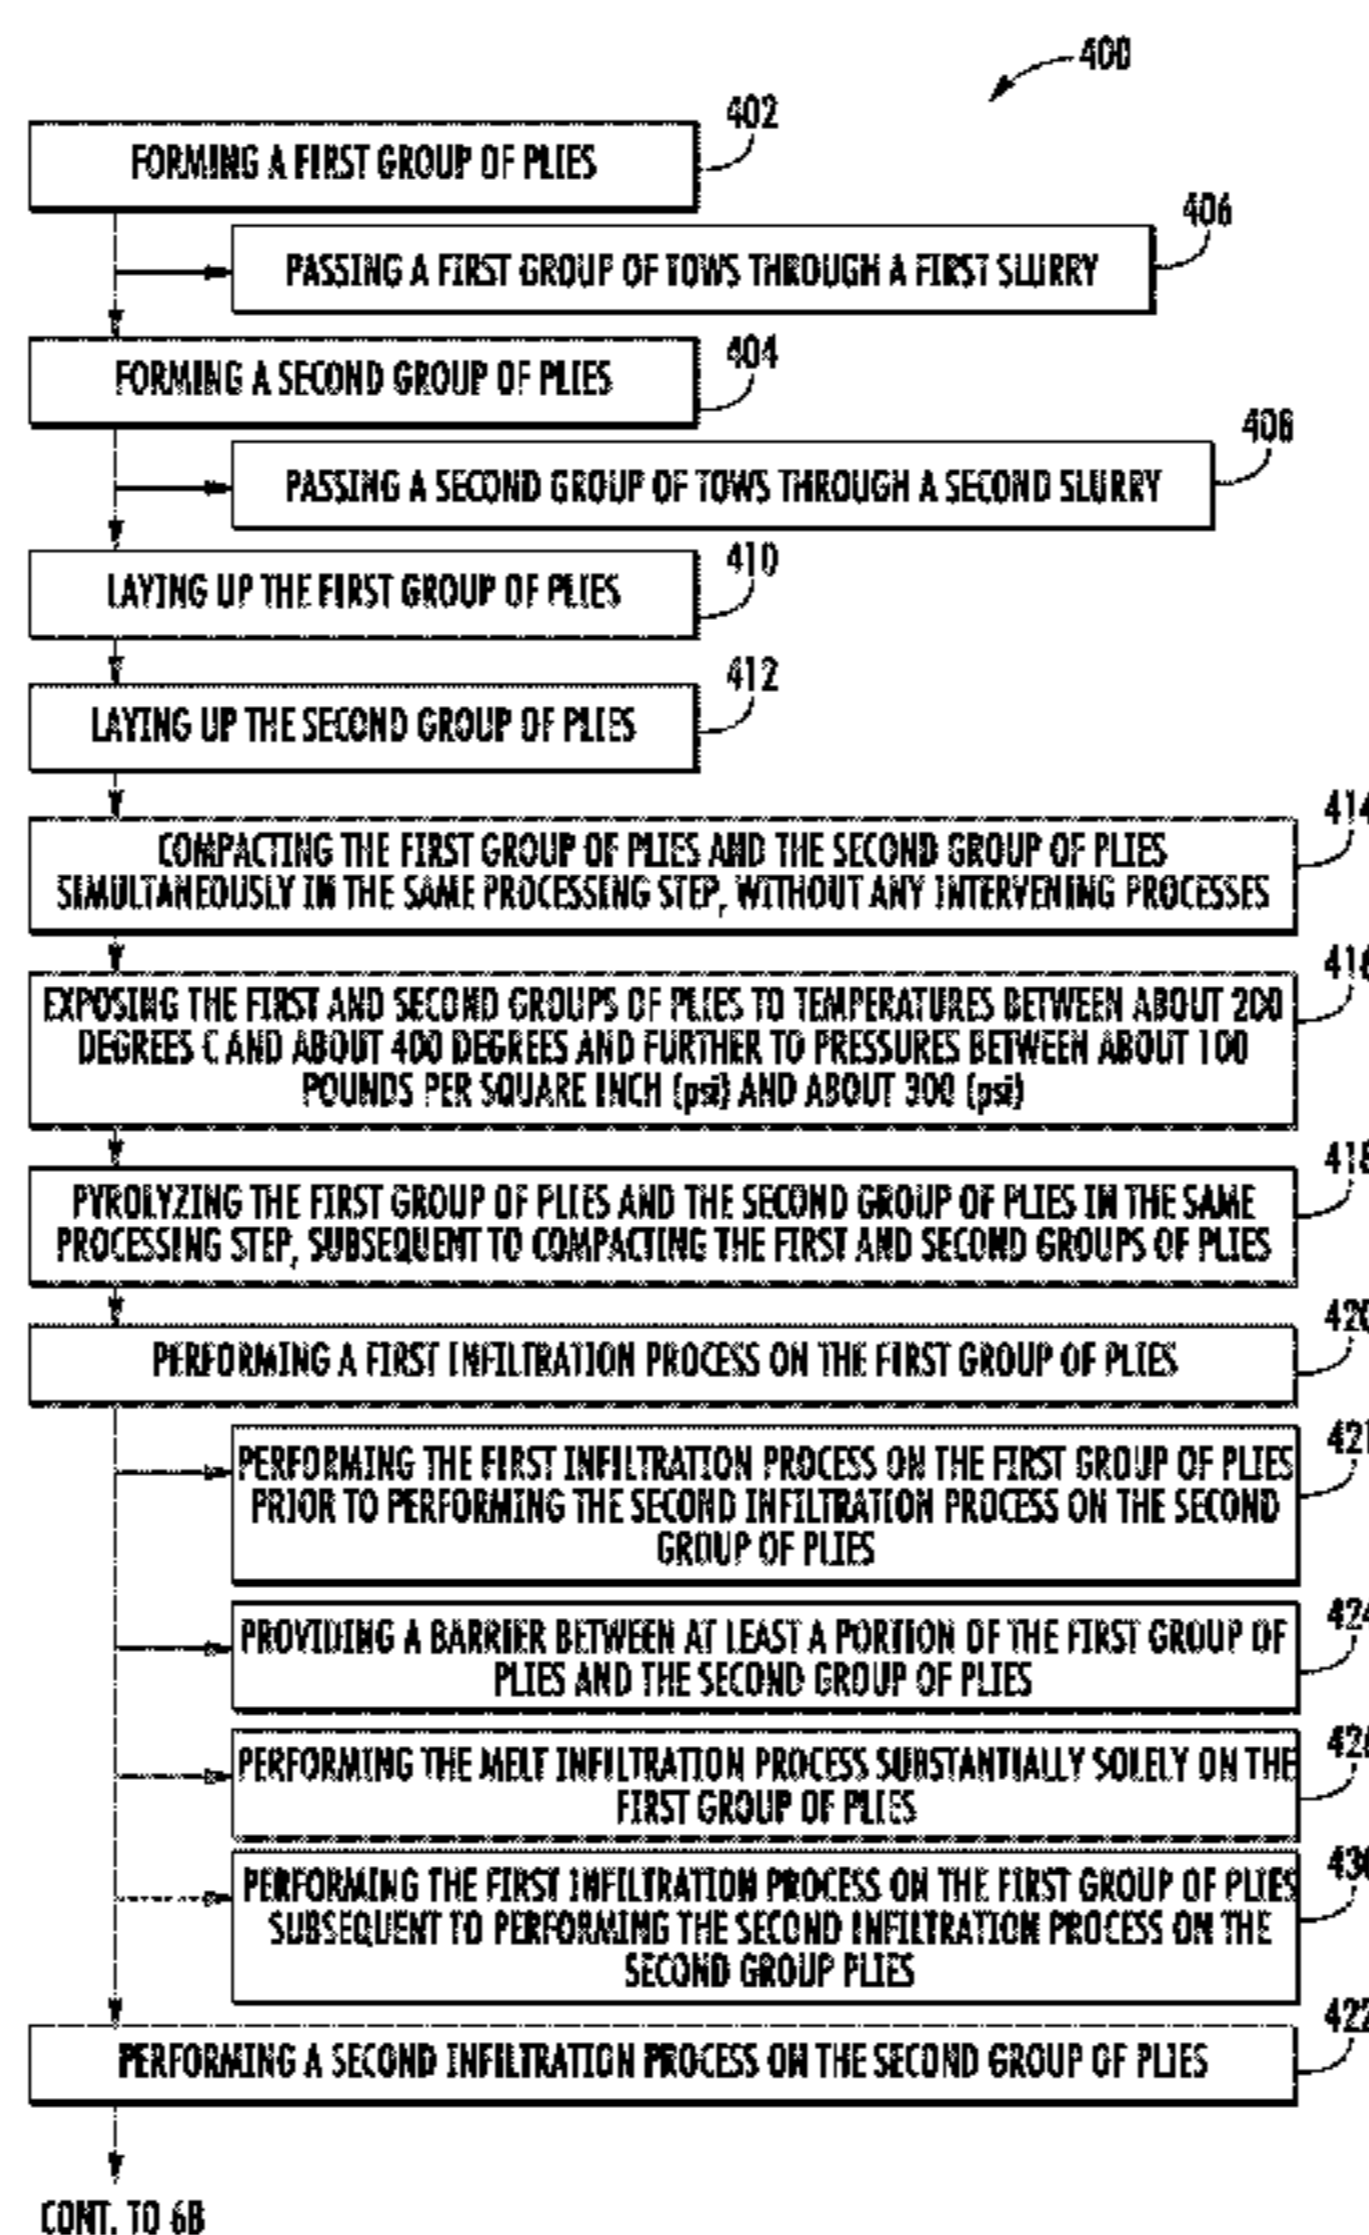 400
402
FORMING A FIRST GROUP OF PLIES
406
PASSING A FIRST GROUP OF TOWS THROUGH A FIRST SLURRY
404
FORMING A SECOND GROUP OF PLIES
408
PASSING A SECOND GROUP OF TOWS THROUGH A SECOND SLURRY
410
LAYING UP THE FIRST GROUP OF PLIES
412
LAYING UP THE SECOND GROUP OF PLIES
414
COMPACTING THE FIRST GROUP OF PLIES AND THE SECOND GROUP OF PLIES
SIMULTANEOUSLY IN THE SAME PROCESSING STEP, WITHOUT ANY INTERVENING PROCESSES
416
EXPOSING THE FIRST AND SECOND GROUPS OF PLIES TO TEMPERATURES BETWEEN ABOUT 200
DEGREES C AND ABOUT 400 DEGREES AND FURTHER TO PRESSURES BETWEEN ABOUT 100
POUNDS PER SQUARE INCH (psi) AND ABOUT 300 (psi)
418
PYROLYZING THE FIRST GROUP OF PLIES AND THE SECOND GROUP OF PLIES IN THE SAME
PROCESSING STEP, SUBSEQUENT TO COMPACTING THE FIRST AND SECOND GROUPS OF PLIES
420
PERFORMING A FIRST INFILTRATION PROCESS ON THE FIRST GROUP OF PLIES
421
PERFORMING THE FIRST INFILTRATION PROCESS ON THE FIRST GROUP OF PLIES
PRIOR TO PERFORMING THE SECOND INFILTRATION PROCESS ON THE SECOND
GROUP OF PLIES
424
PROVIDING A BARRIER BETWEEN AT LEAST A PORTION OF THE FIRST GROUP OF
PLIES AND THE SECOND GROUP OF PLIES
426
PERFORMING THE MELT INFILTRATION PROCESS SUBSTANTIALLY SOLELY ON THE
FIRST GROUP OF PLIES
430
PERFORMING THE FIRST INFILTRATION PROCESS ON THE FIRST GROUP OF PLIES
SUBSEQUENT TO PERFORMING THE SECOND INFILTRATION PROCESS ON THE
SECOND GROUP PLIES
422
PERFORMING A SECOND INFILTRATION PROCESS ON THE SECOND GROUP OF PLIES
CONT. TO 6B